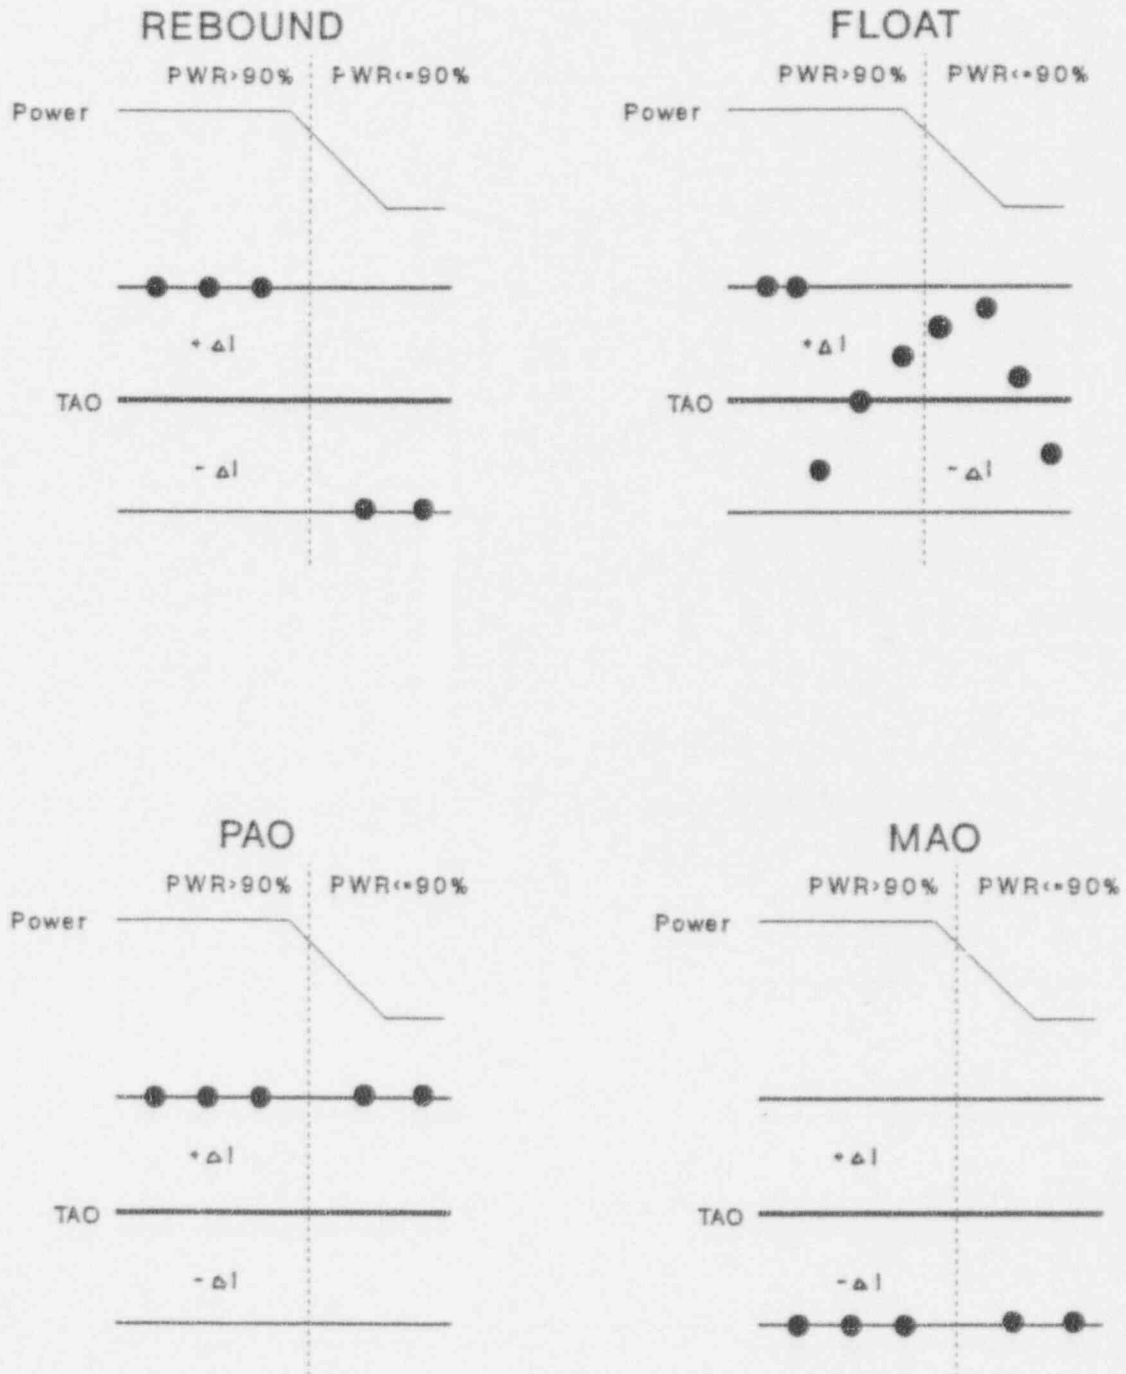 REBOUND
PWR>90% PWR<=90%
Power
+ΔI
TAO
-ΔI
FLOAT
PWR>90% PWR<=90%
Power
+ΔI
TAO
-ΔI
PAO
PWR>90% PWR<=90%
Power
+ΔI
TAO
-ΔI
MAO
PWR>90% PWR<=90%
Power
+ΔI
TAO
-ΔI